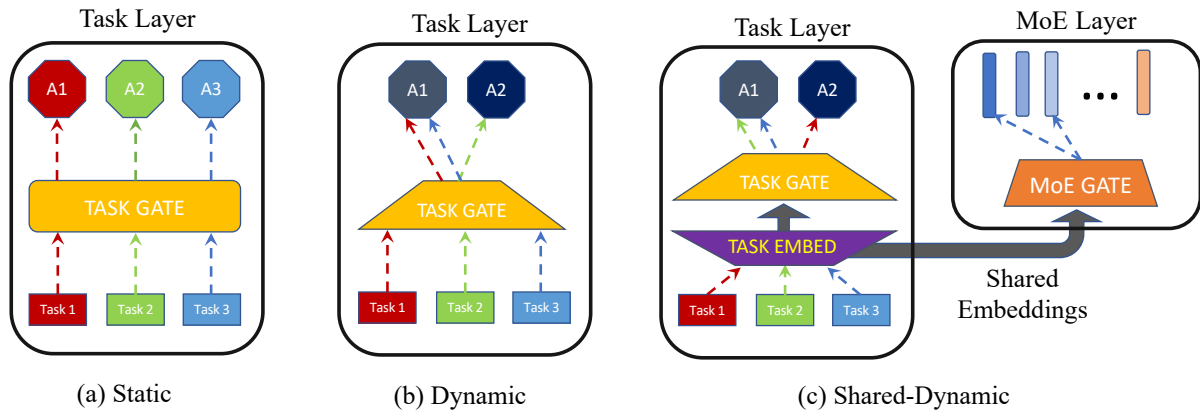 Task Layer
A1 A2 A3
TASK GATE
Task 1 Task 2 Task 3
(a) Static
Task Layer
A1 A2
TASK GATE
Task 1 Task 2 Task 3
(b) Dynamic
Task Layer
A1 A2
TASK GATE
TASK EMBED
Task 1 Task 2 Task 3
MoE Layer
...
MoE GATE
Shared
Embeddings
(c) Shared-Dynamic